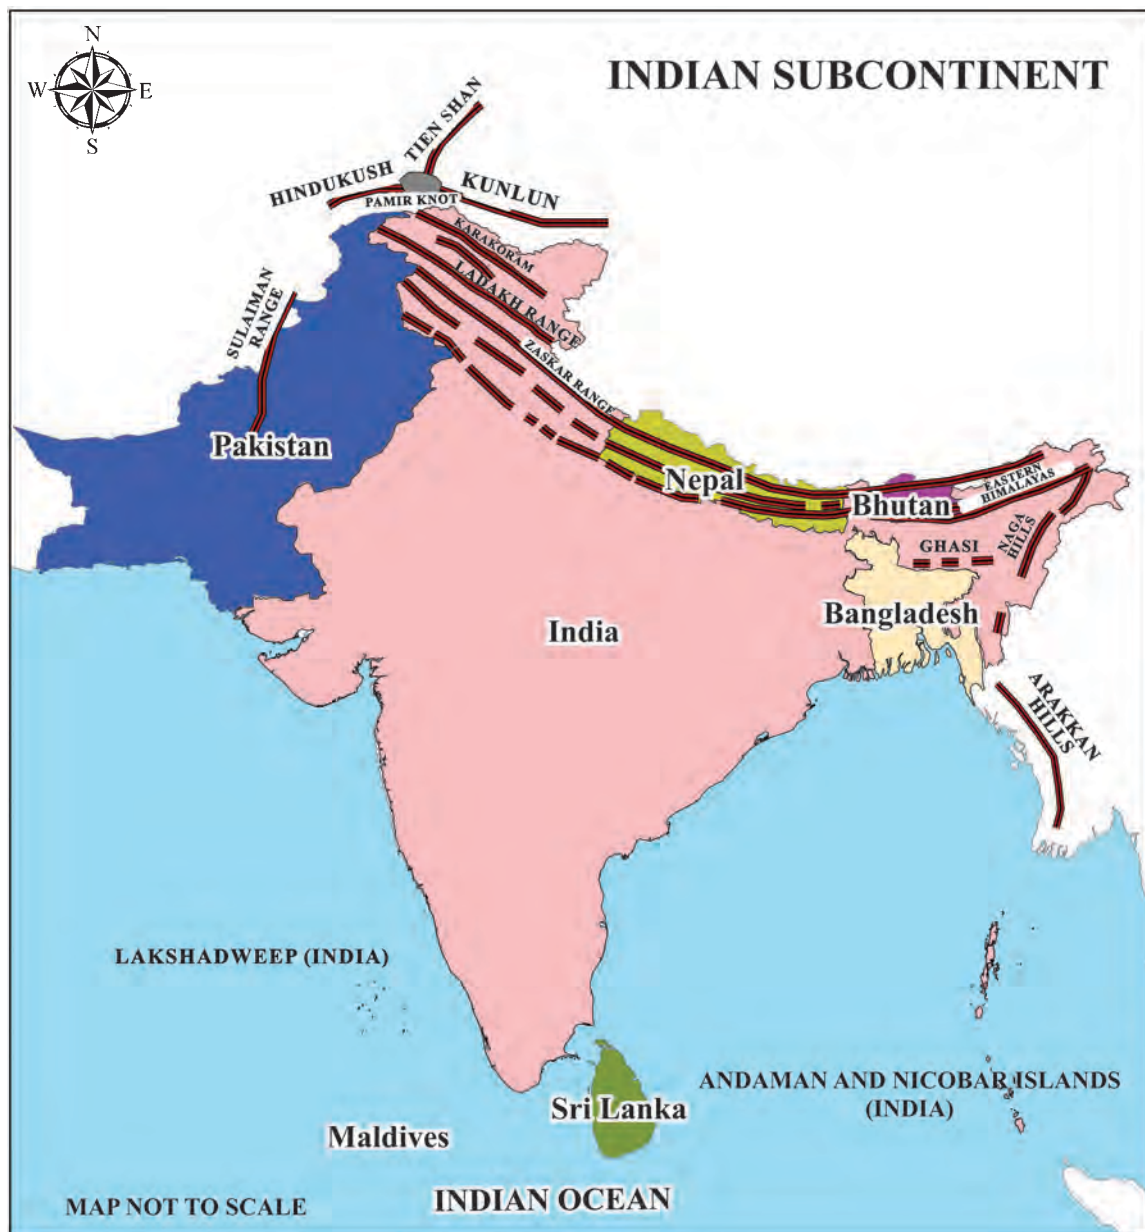 N
W E
S
INDIAN SUBCONTINENT
TIEN SHAN
HINDUKUSH
KUNLUN
PAMIR KNOT
KARAKORAM
LADAKH RANGE
SULAIMAN
RANGE
ZASKAR RANGE
Pakistan
Nepal
Bhutan
EASTERN
HIMALAYAS
GHASI
NAGA
HILLS
Bangladesh
India
ARAKKAN
HILLS
LAKSHADWEEP (INDIA)
ANDAMAN AND NICOBAR ISLANDS
(INDIA)
Sri Lanka
Maldives
INDIAN OCEAN
MAP NOT TO SCALE